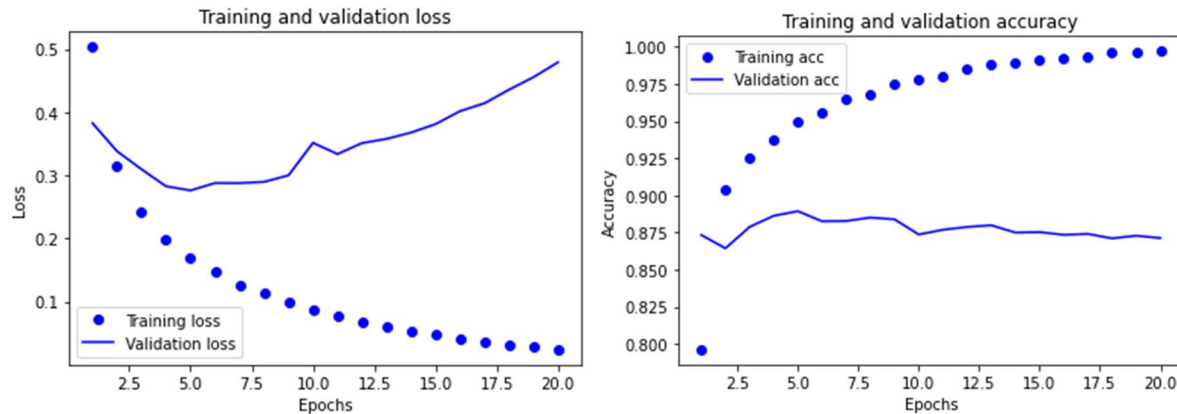 Training and validation loss
0.5
0.4
0.3
0.2
0.1
Loss
Training loss
Validation loss
2.5 5.0 7.5 10.0 12.5 15.0 17.5 20.0
Epochs
Training and validation accuracy
1.000
0.975
0.950
0.925
0.900
0.875
0.850
0.825
0.800
Accuracy
Training acc
Validation acc
2.5 5.0 7.5 10.0 12.5 15.0 17.5 20.0
Epochs